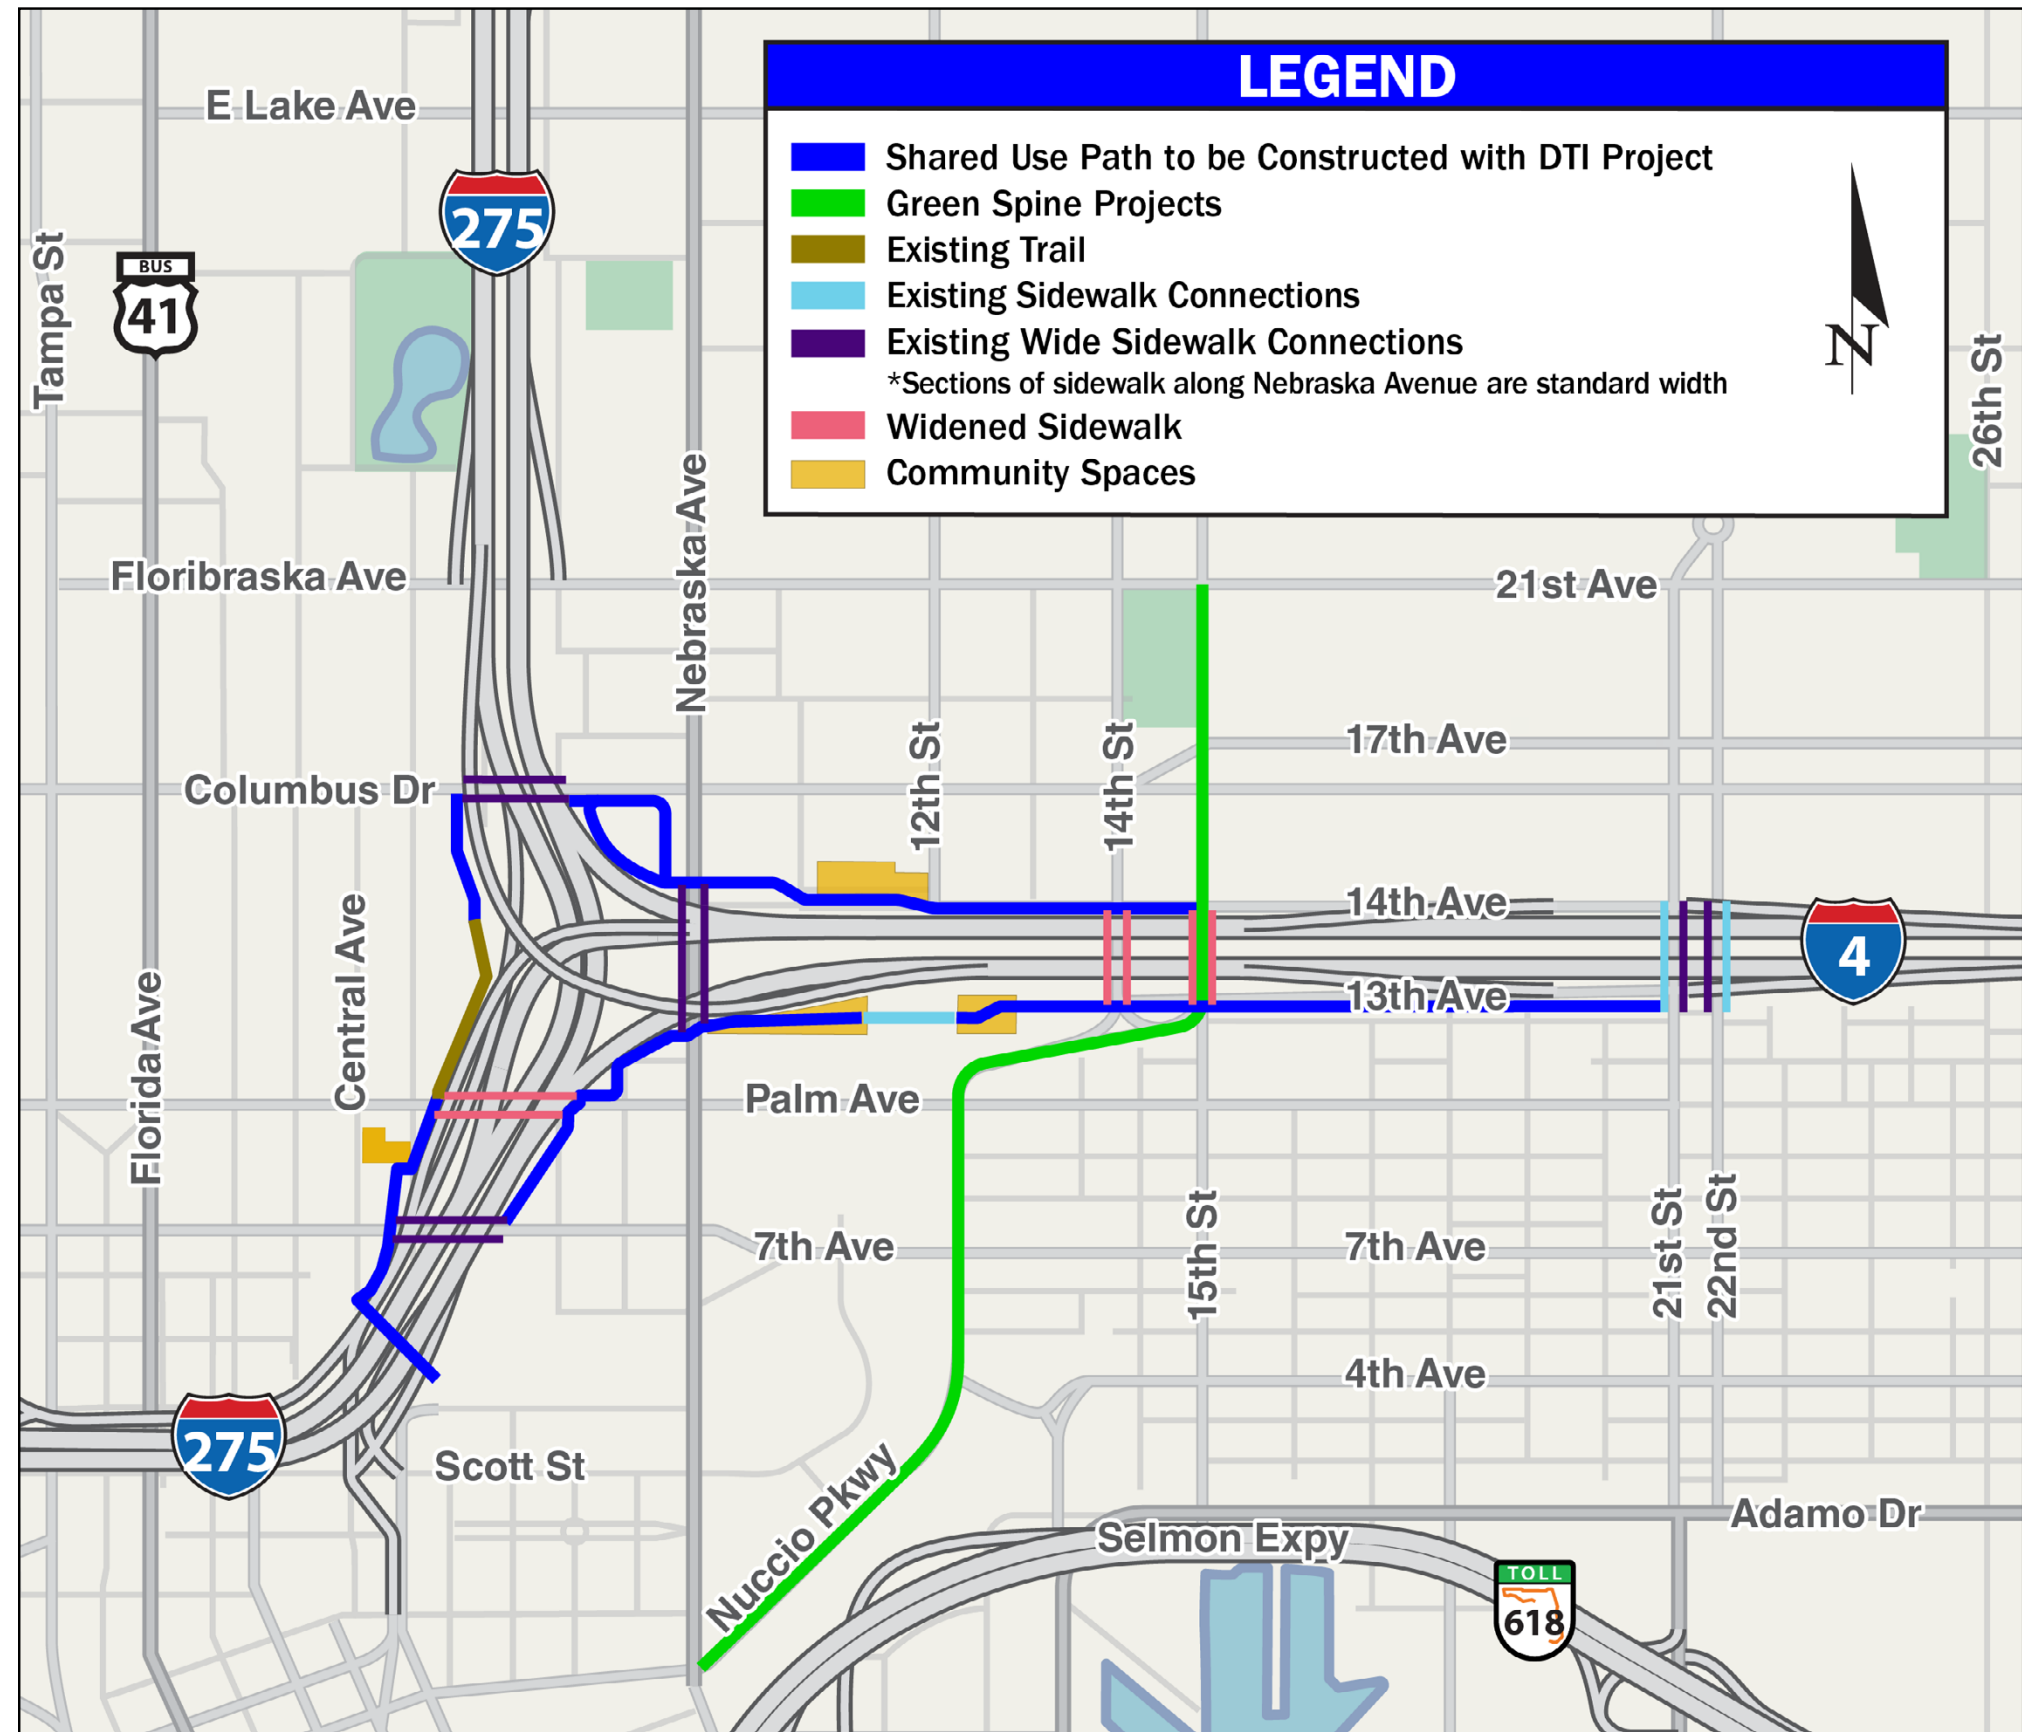 LEGEND
Shared Use Path to be Constructed with DTI Project
Green Spine Projects
Existing Trail
Existing Sidewalk Connections
Existing Wide Sidewalk Connections
*Sections of sidewalk along Nebraska Avenue are standard width
Widened Sidewalk
Community Spaces
N
E Lake Ave
275
BUS
41
Tampa St
26th St
Nebraska Ave
Floribraska Ave
21st Ave
17th Ave
12th St
14th St
Columbus Dr
14th Ave
4
13th Ave
Central Ave
Florida Ave
Palm Ave
7th Ave
7th Ave
15th St
21st St
22nd St
4th Ave
275
Scott St
Nuccio Pkwy
Adamo Dr
Selmon Expy
TOLL
618